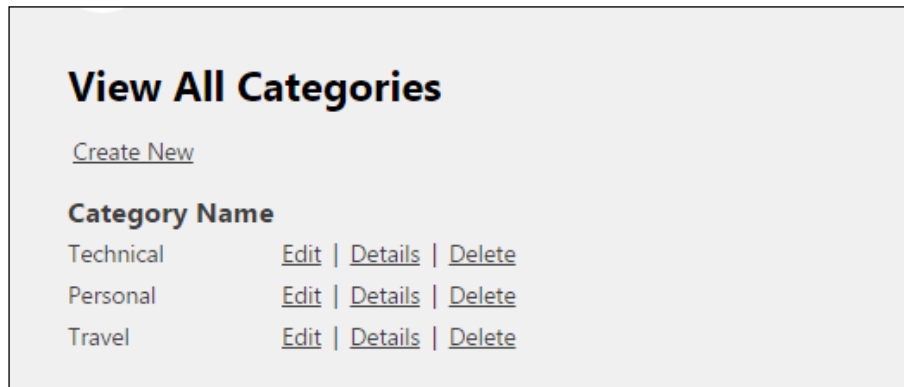 View All Categories
Create New
Category Name
Technical Edit | Details | Delete
Personal Edit | Details | Delete
Travel Edit | Details | Delete